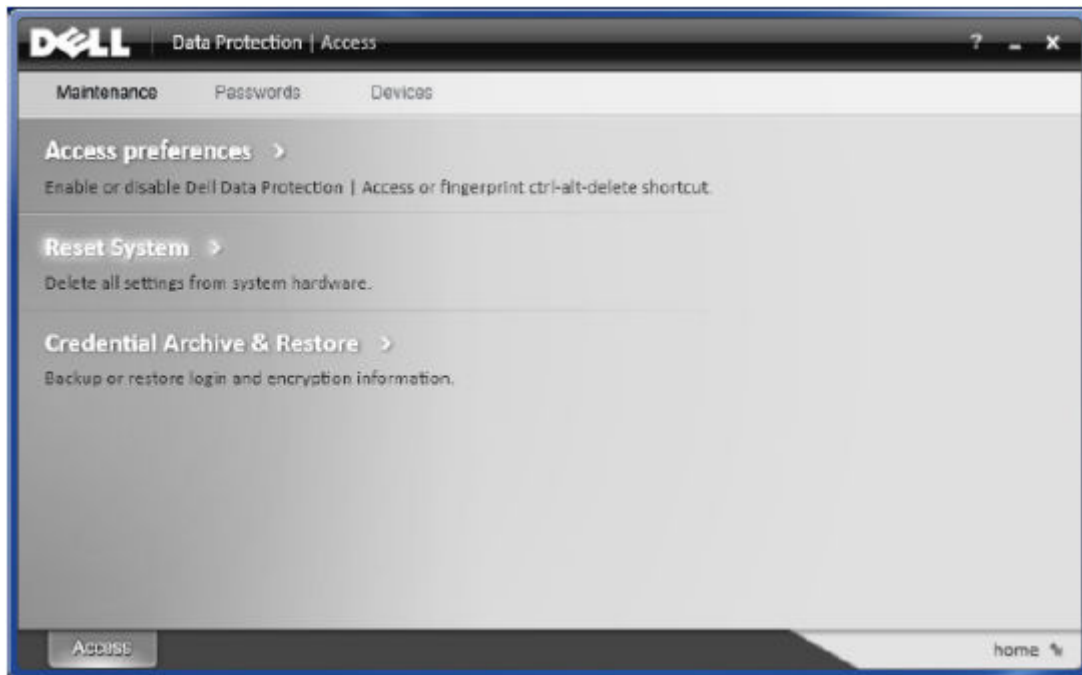 DELL Data Protection | Access ? - x
Maintenance Passwords Devices
Access preferences >
Enable or disable Dell Data Protection | Access or fingerprint ctrl-alt-delete shortcut.
Reset System >
Delete all settings from system hardware.
Credential Archive & Restore >
Backup or restore login and encryption information.
Access home